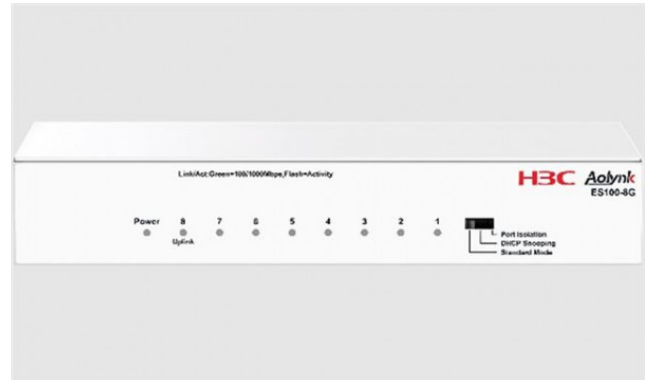 Link/Act:Green=100/1000Mbps,Flash=Activity
H3C Aolynk
ES100-8G
Power 8 7 6 5 4 3 2 1
Uplink
Port Isolation
DHCP Snooping
Standard Mode